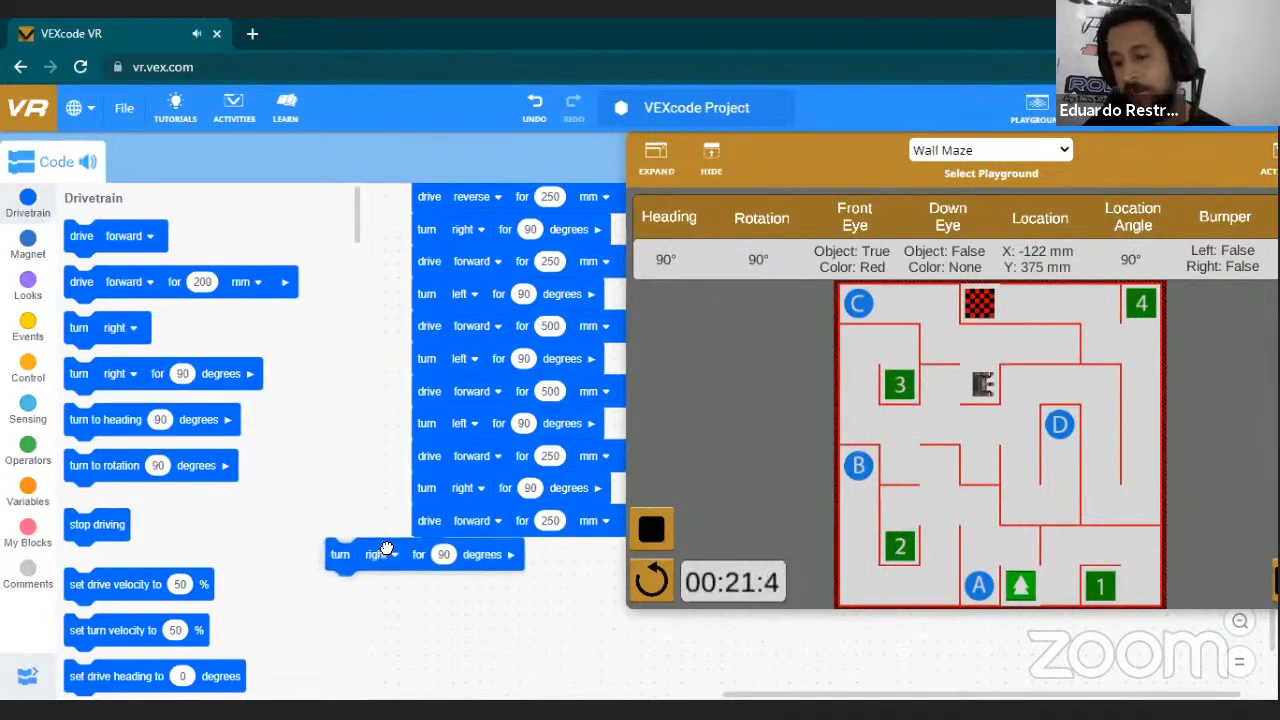 VEXcode VR
vr.vex.com
VR
File
TUTORIALS
ACTIVITIES
LEARN
UNDO
REDO
VEXcode Project
Eduardo Restr...
Code
Drivetrain
Magnet
Looks
Events
Control
Sensing
Operators
Variables
My Blocks
Comments
Drivetrain
drive forward
drive forward for 200 mm
turn right
turn right for 90 degrees
turn to heading 90 degrees
turn to rotation 90 degrees
stop driving
set drive velocity to 50 %
set turn velocity to 50 %
set drive heading to 0 degrees
drive reverse for 250 mm
turn right for 90 degrees
drive forward for 250 mm
turn left for 90 degrees
drive forward for 500 mm
turn left for 90 degrees
drive forward for 500 mm
turn left for 90 degrees
drive forward for 250 mm
turn right for 90 degrees
drive forward for 250 mm
turn right for 90 degrees
EXPAND
HIDE
Wall Maze
Select Playground
Heading
Rotation
Front Eye
Down Eye
Location
Location Angle
Bumper
90°
90°
Object: True
Color: Red
Object: False
Color: None
X: -122 mm
Y: 375 mm
90°
Left: False
Right: False
C
4
3
D
B
2
A
1
00:21:4
zoom